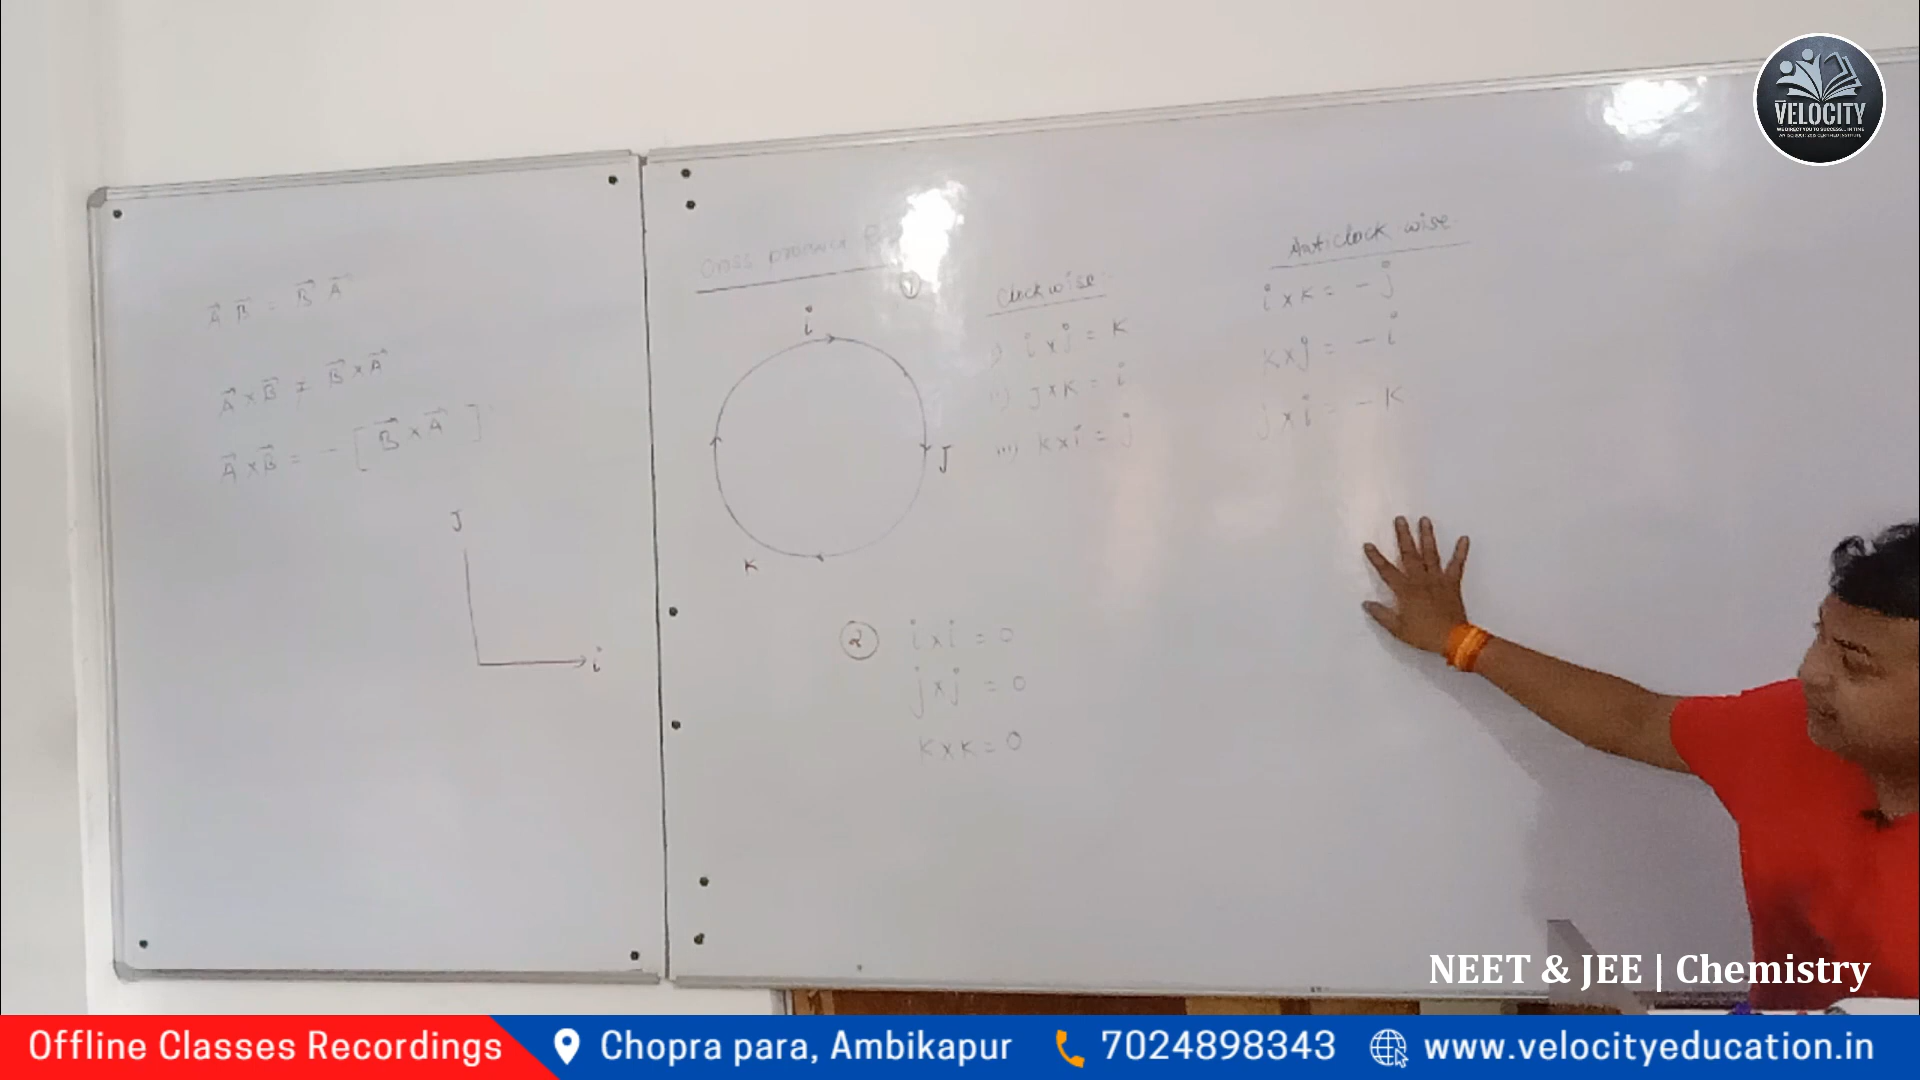 VELOCITY
A⃗ B⃗ = B⃗ A⃗
A⃗ × B⃗ ≠ B⃗ × A⃗
A⃗ × B⃗ = - [ B⃗ × A⃗ ]
J
i
Cross product
①
i
J
K
Clockwise
i) i × j = K
ii) J × K = i
iii) K × i = j
Anticlock wise
i × K = - j
K × j = - i
j × i = - K
② i × i = 0
j × j = 0
K × K = 0
NEET & JEE | Chemistry
Offline Classes Recordings
Chopra para, Ambikapur
7024898343
www.velocityeducation.in